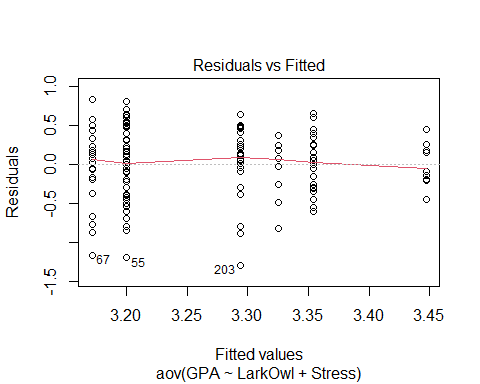 Residuals vs Fitted
1.0
0.5
0.0
-0.5
-1.5
Residuals
67
55
203
3.20 3.25 3.30 3.35 3.40 3.45
Fitted values
aov(GPA ~ LarkOwl + Stress)